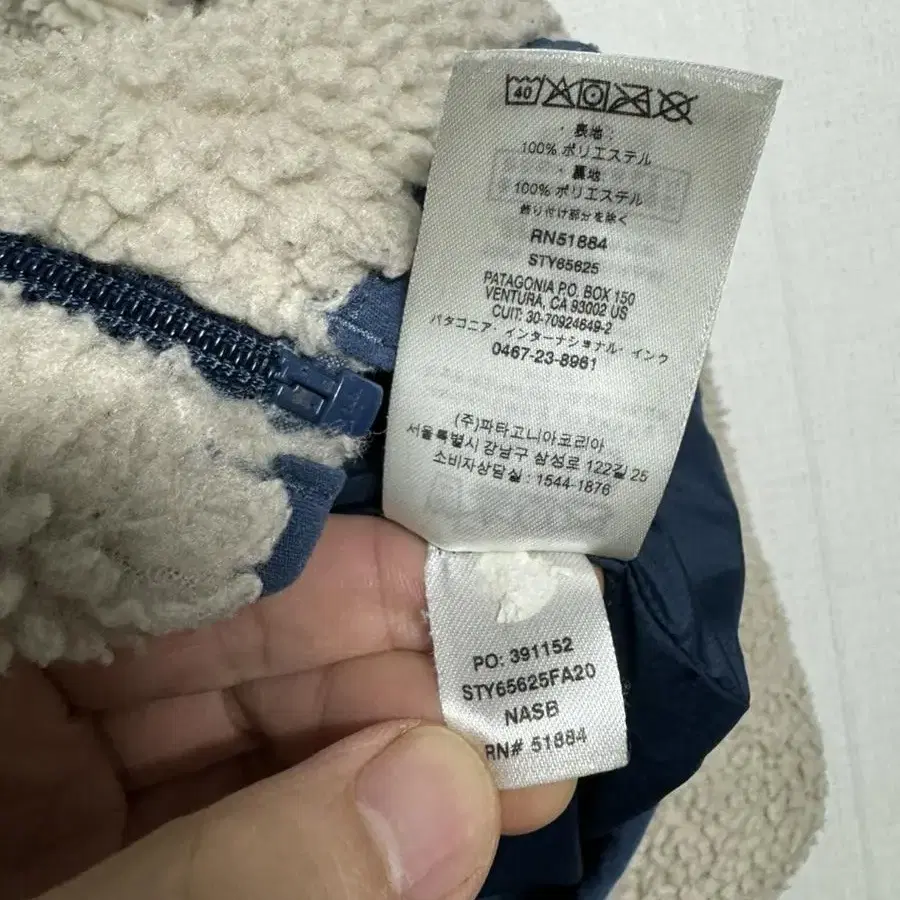 40
・表地・
100% ポリエステル
・裏地
100% ポリエステル
飾り付け部分を除く
RN51884
STY65625
PATAGONIA P.O. BOX 150
VENTURA, CA 93002 US
CUIT: 30-70924649-2
パタゴニア・インターナショナル・インク
0467-23-8961
(주)파타고니아코리아
서울특별시 강남구 삼성로 122길 25
소비자상담실 : 1544-1876
PO: 391152
STY65625FA20
NASB
RN# 51884